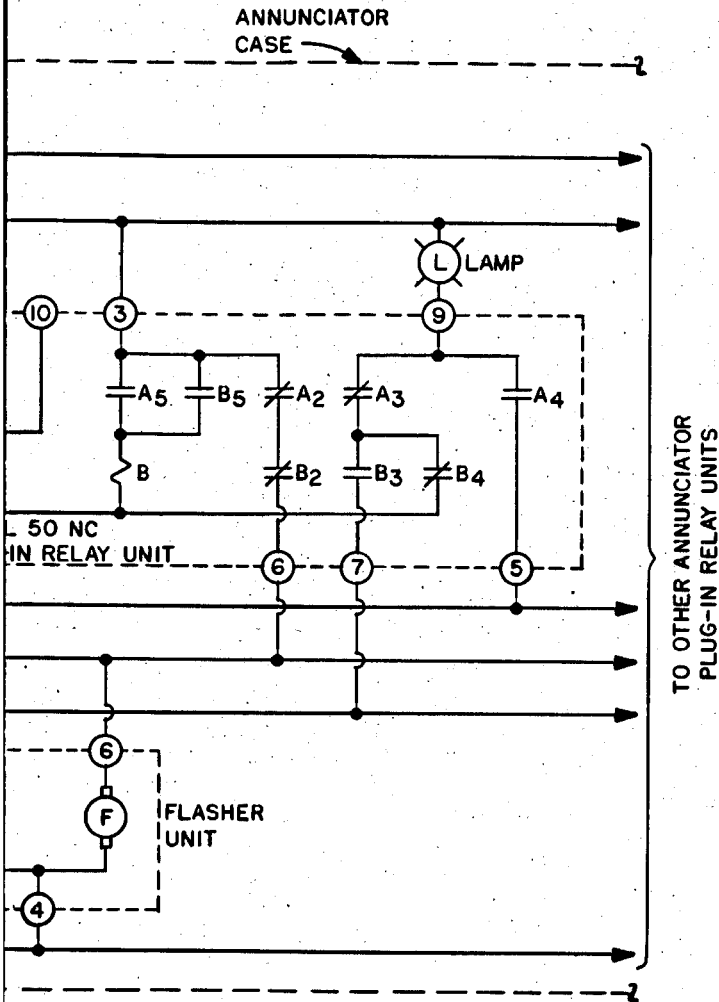 ANNUNCIATOR
CASE
L LAMP
10 3 9
A5 B5 A2 A3 A4
B B2 B3 B4
L 50 NC
IN RELAY UNIT
6 7 5
TO OTHER ANNUNCIATOR
PLUG-IN RELAY UNITS
6
F FLASHER
UNIT
4